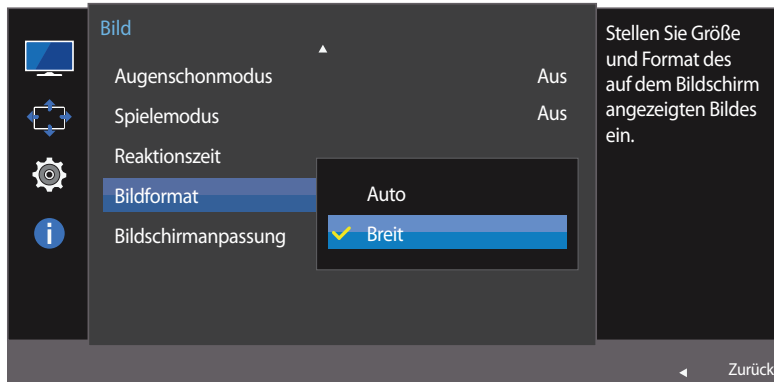 Bild
Augenschonmodus Aus
Spielemodus Aus
Reaktionszeit
Bildformat
Auto
Bildschirmanpassung
Breit
Stellen Sie Größe
und Format des
auf dem Bildschirm
angezeigten Bildes
ein.
Zurück